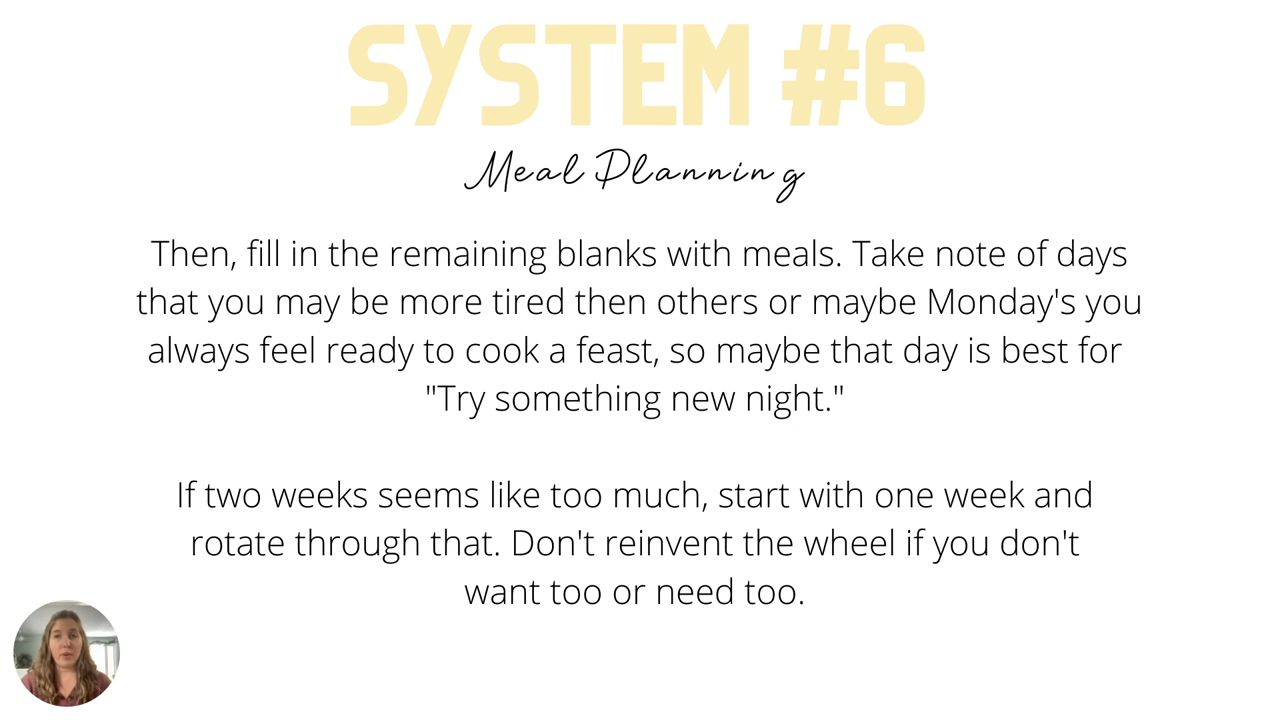 SYSTEM #6
Meal Planning
Then, fill in the remaining blanks with meals. Take note of days
that you may be more tired then others or maybe Monday's you
always feel ready to cook a feast, so maybe that day is best for
"Try something new night."
If two weeks seems like too much, start with one week and
rotate through that. Don't reinvent the wheel if you don't
want too or need too.